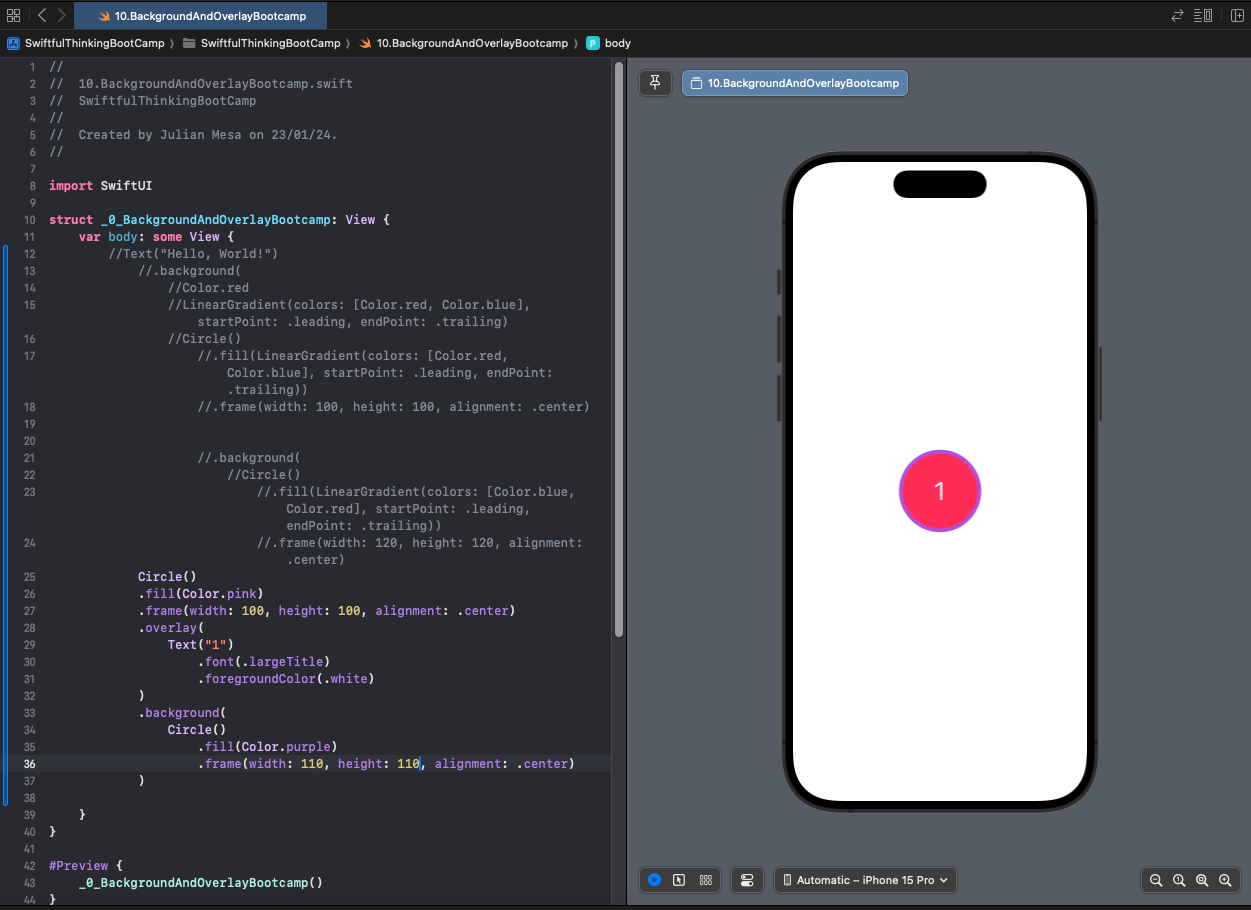 10.BackgroundAndOverlayBootcamp
SwiftfulThinkingBootCamp 〉 SwiftfulThinkingBootCamp 〉 10.BackgroundAndOverlayBootcamp 〉 P body
1 //
2 //  10.BackgroundAndOverlayBootcamp.swift
3 //  SwiftfulThinkingBootCamp
4 //
5 //  Created by Julian Mesa on 23/01/24.
6 //
7
8 import SwiftUI
9
10 struct _0_BackgroundAndOverlayBootcamp: View {
11     var body: some View {
12         //Text("Hello, World!")
13             //.background(
14                 //Color.red
15                 //LinearGradient(colors: [Color.red, Color.blue],
                    startPoint: .leading, endPoint: .trailing)
16                 //Circle()
17                     //.fill(LinearGradient(colors: [Color.red,
                        Color.blue], startPoint: .leading, endPoint:
                        .trailing))
18                     //.frame(width: 100, height: 100, alignment: .center)
19
20
21                     //.background(
22                         //Circle()
23                             //.fill(LinearGradient(colors: [Color.blue,
                                Color.red], startPoint: .leading,
                                endPoint: .trailing))
24                             //.frame(width: 120, height: 120, alignment:
                                .center)
25             Circle()
26             .fill(Color.pink)
27             .frame(width: 100, height: 100, alignment: .center)
28             .overlay(
29                 Text("1")
30                     .font(.largeTitle)
31                     .foregroundColor(.white)
32             )
33             .background(
34                 Circle()
35                     .fill(Color.purple)
36                     .frame(width: 110, height: 110, alignment: .center)
37             )
38
39     }
40 }
41
42 #Preview {
43     _0_BackgroundAndOverlayBootcamp()
44 }
10.BackgroundAndOverlayBootcamp
1
Automatic – iPhone 15 Pro